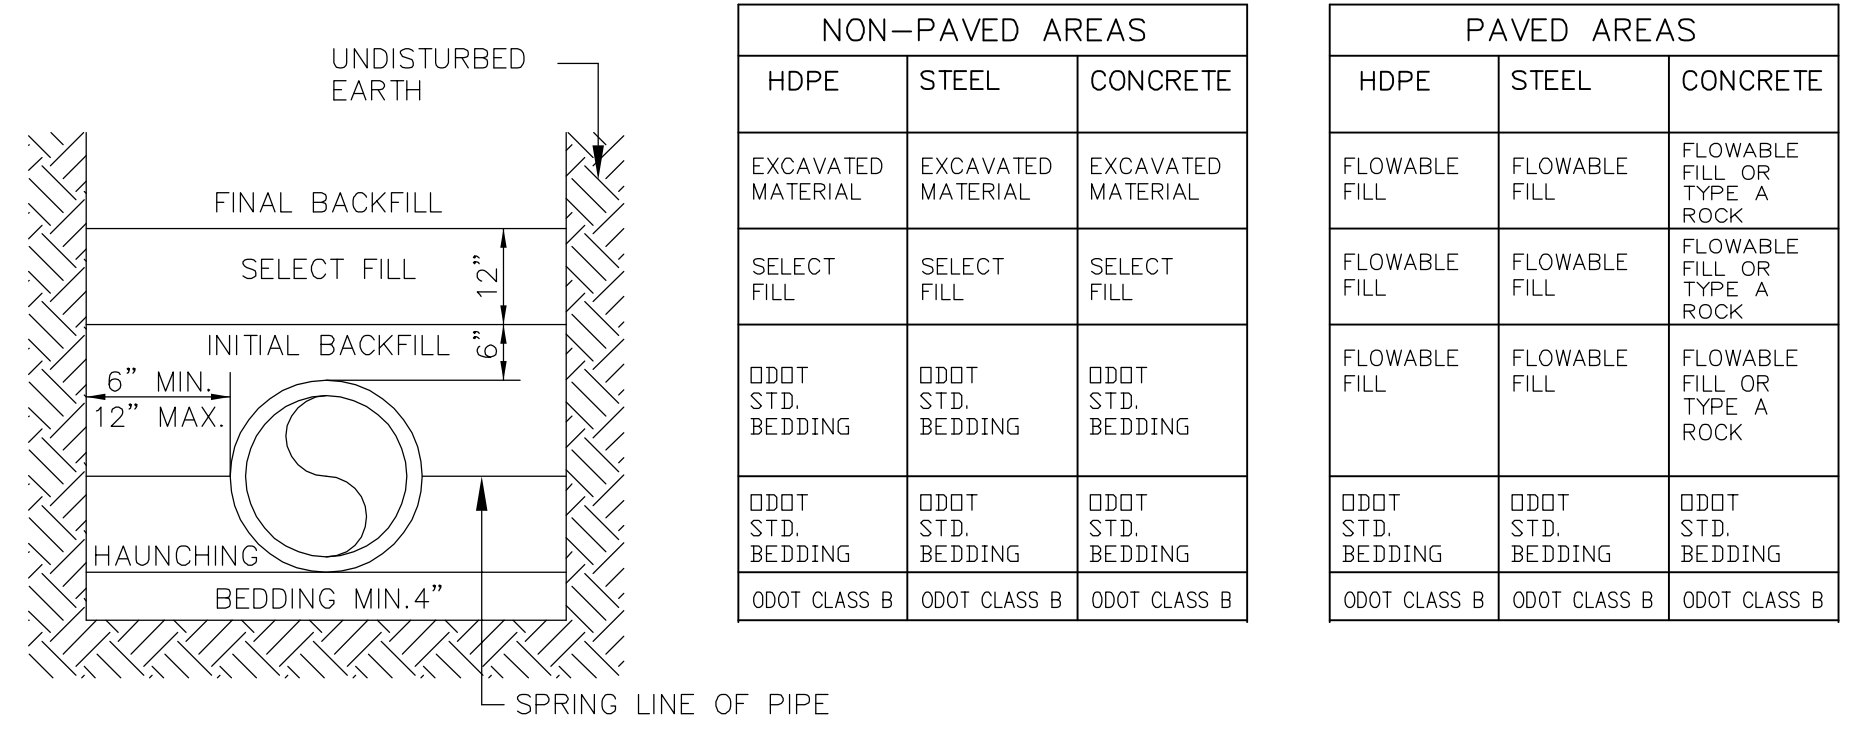 UNDISTURBED
EARTH
FINAL BACKFILL
SELECT FILL
12"
INITIAL BACKFILL
6"
6" MIN.
12" MAX.
HAUNCHING
BEDDING MIN.4"
SPRING LINE OF PIPE
NON-PAVED AREAS
HDPE STEEL CONCRETE
EXCAVATED EXCAVATED EXCAVATED
MATERIAL MATERIAL MATERIAL
SELECT SELECT SELECT
FILL FILL FILL
ODOT ODOT ODOT
STD. STD. STD.
BEDDING BEDDING BEDDING
ODOT ODOT ODOT
STD. STD. STD.
BEDDING BEDDING BEDDING
ODOT CLASS B ODOT CLASS B ODOT CLASS B
PAVED AREAS
HDPE STEEL CONCRETE
FLOWABLE
FILL
FLOWABLE
FILL
FLOWABLE
FILL OR
TYPE A
ROCK
FLOWABLE
FILL
FLOWABLE
FILL
FLOWABLE
FILL OR
TYPE A
ROCK
FLOWABLE
FILL
FLOWABLE
FILL
FLOWABLE
FILL OR
TYPE A
ROCK
ODOT ODOT ODOT
STD. STD. STD.
BEDDING BEDDING BEDDING
ODOT CLASS B ODOT CLASS B ODOT CLASS B